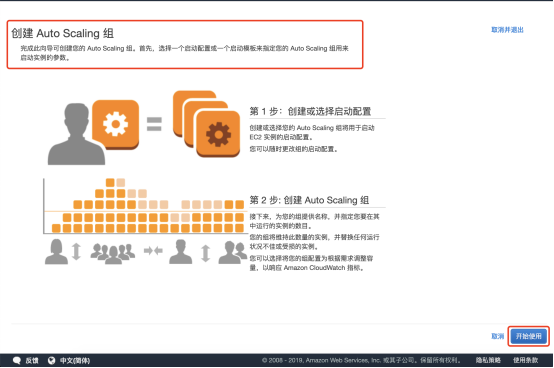 创建 Auto Scaling 组
取消并退出
完成此向导可创建您的 Auto Scaling 组。首先，选择一个启动配置或一个启动模板来指定您的 Auto Scaling 组用来
启动实例的参数。
第 1 步：创建或选择启动配置
创建或选择您的 Auto Scaling 组将用于启动
EC2 实例的启动配置。
您可以随时更改组的启动配置。
第 2 步: 创建 Auto Scaling 组
接下来，为您的组提供名称，并指定您要在其
中运行的实例的数目。
您的组将维持此数量的实例，并替换任何运行
状况不佳或受损的实例。
您可以选择将您的组配置为根据需求调整容
量，以响应 Amazon CloudWatch 指标。
取消
开始使用
反馈
中文(简体)
© 2008 - 2019, Amazon Web Services, Inc. 或其子公司。保留所有权利。
隐私策略
使用条款